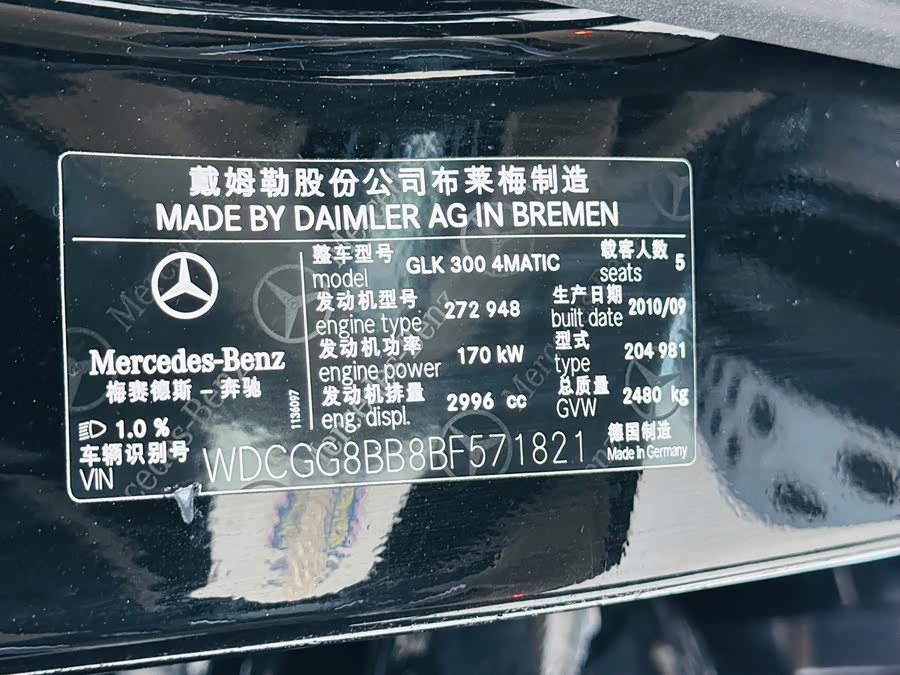 戴姆勒股份公司布莱梅制造
MADE BY DAIMLER AG IN BREMEN
Mercedes-Benz
梅赛德斯 - 奔驰
1136097
整车型号 GLK 300 4MATIC 载客人数 5
model seats
发动机型号 272 948 生产日期 2010/09
engine type built date
发动机功率 170 kW 型式 204 981
engine power type
发动机排量 2996 cc 总质量 2480 kg
eng. displ. GVW
1.0 %
车辆识别号 WDCGG8BB8BF571821 德国制造
VIN Made in Germany